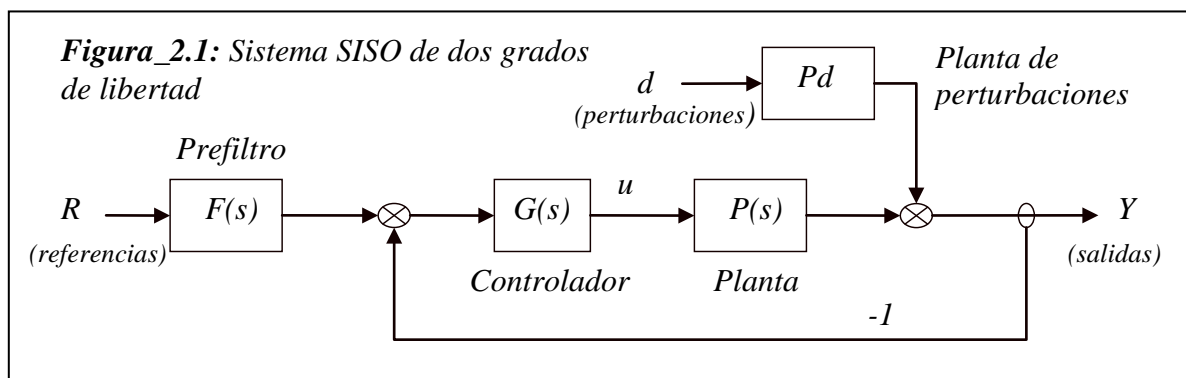 Figura_2.1: Sistema SISO de dos grados
de libertad
d
(perturbaciones)
Pd
Planta de
perturbaciones
Prefiltro
R
(referencias)
F(s)
G(s)
u
P(s)
Y
(salidas)
Controlador
Planta
-1